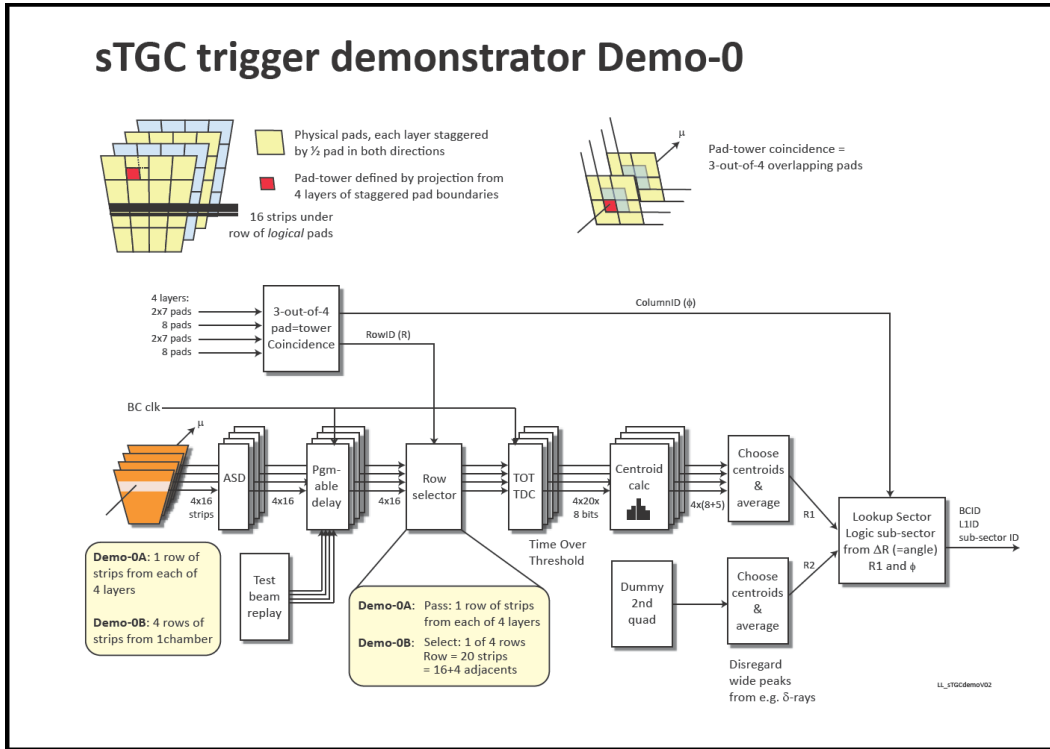 sTGC trigger demonstrator Demo-0
Physical pads, each layer staggered
by ½ pad in both directions
Pad-tower defined by projection from
4 layers of staggered pad boundaries
16 strips under
row of logical pads
μ
Pad-tower coincidence =
3-out-of-4 overlapping pads
4 layers:
2x7 pads
8 pads
2x7 pads
8 pads
3-out-of-4
pad=tower
Coincidence
ColumnID (ϕ)
RowID (R)
BC clk
μ
4x16
strips
ASD
4x16
Pgm-
able
delay
4x16
Row
selector
TOT
TDC
4x20x
8 bits
Time Over
Threshold
Centroid
calc
4x(8+5)
Choose
centroids
&
average
R1
Lookup Sector
Logic sub-sector
from ΔR (=angle)
R1 and ϕ
BCID
L1ID
sub-sector ID
Demo-0A: 1 row of
strips from each of
4 layers
Demo-0B: 4 rows of
strips from 1chamber
Test
beam
replay
Demo-0A: Pass: 1 row of strips
from each of 4 layers
Demo-0B: Select: 1 of 4 rows
Row = 20 strips
= 16+4 adjacents
Dummy
2nd
quad
Choose
centroids
&
average
R2
Disregard
wide peaks
from e.g. δ-rays
LL_sTGCdemoV02